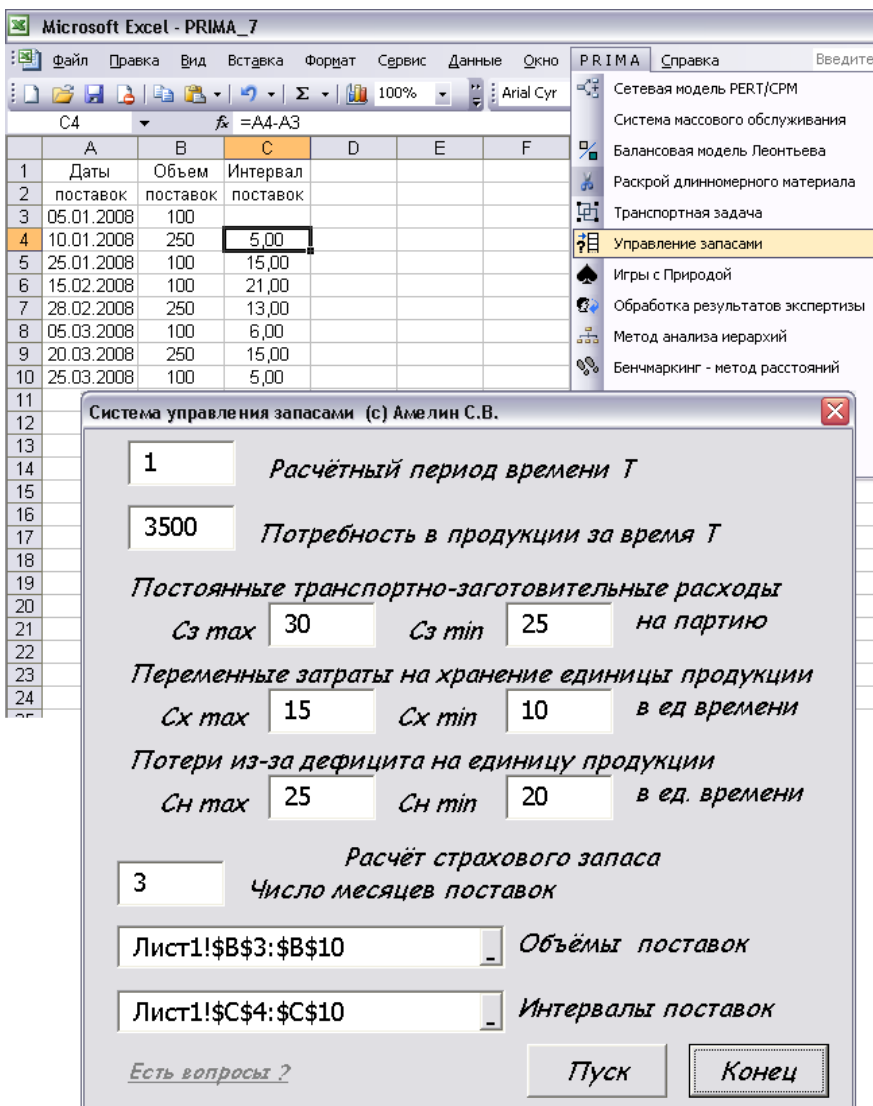 Microsoft Excel - PRIMA_7
Файл Правка Вид Вставка Формат Сервис Данные Окно PRIMA Справка Введите
100% Arial Cyr
C4 fx =A4-A3
A B C D E F
1 Даты Объем Интервал
2 поставок поставок поставок
3 05.01.2008 100
4 10.01.2008 250 5,00
5 25.01.2008 100 15,00
6 15.02.2008 100 21,00
7 28.02.2008 250 13,00
8 05.03.2008 100 6,00
9 20.03.2008 250 15,00
10 25.03.2008 100 5,00
11
12
13
14
15
16
17
18
19
20
21
22
23
24
Сетевая модель PERT/CPM
Система массового обслуживания
Балансовая модель Леонтьева
Раскрой длинномерного материала
Транспортная задача
Управление запасами
Игры с Природой
Обработка результатов экспертизы
Метод анализа иерархий
Бенчмаркинг - метод расстояний
Система управления запасами (с) Амелин С.В.
1 Расчётный период времени Т
3500 Потребность в продукции за время Т
Постоянные транспортно-заготовительные расходы
Сз max 30 Сз min 25 на партию
Переменные затраты на хранение единицы продукции
Сх max 15 Сх min 10 в ед времени
Потери из-за дефицита на единицу продукции
Сн max 25 Сн min 20 в ед. времени
Расчёт страхового запаса
3 Число месяцев поставок
Лист1!$B$3:$B$10 _ Объёмы поставок
Лист1!$C$4:$C$10 _ Интервалы поставок
Есть вопросы ? Пуск Конец